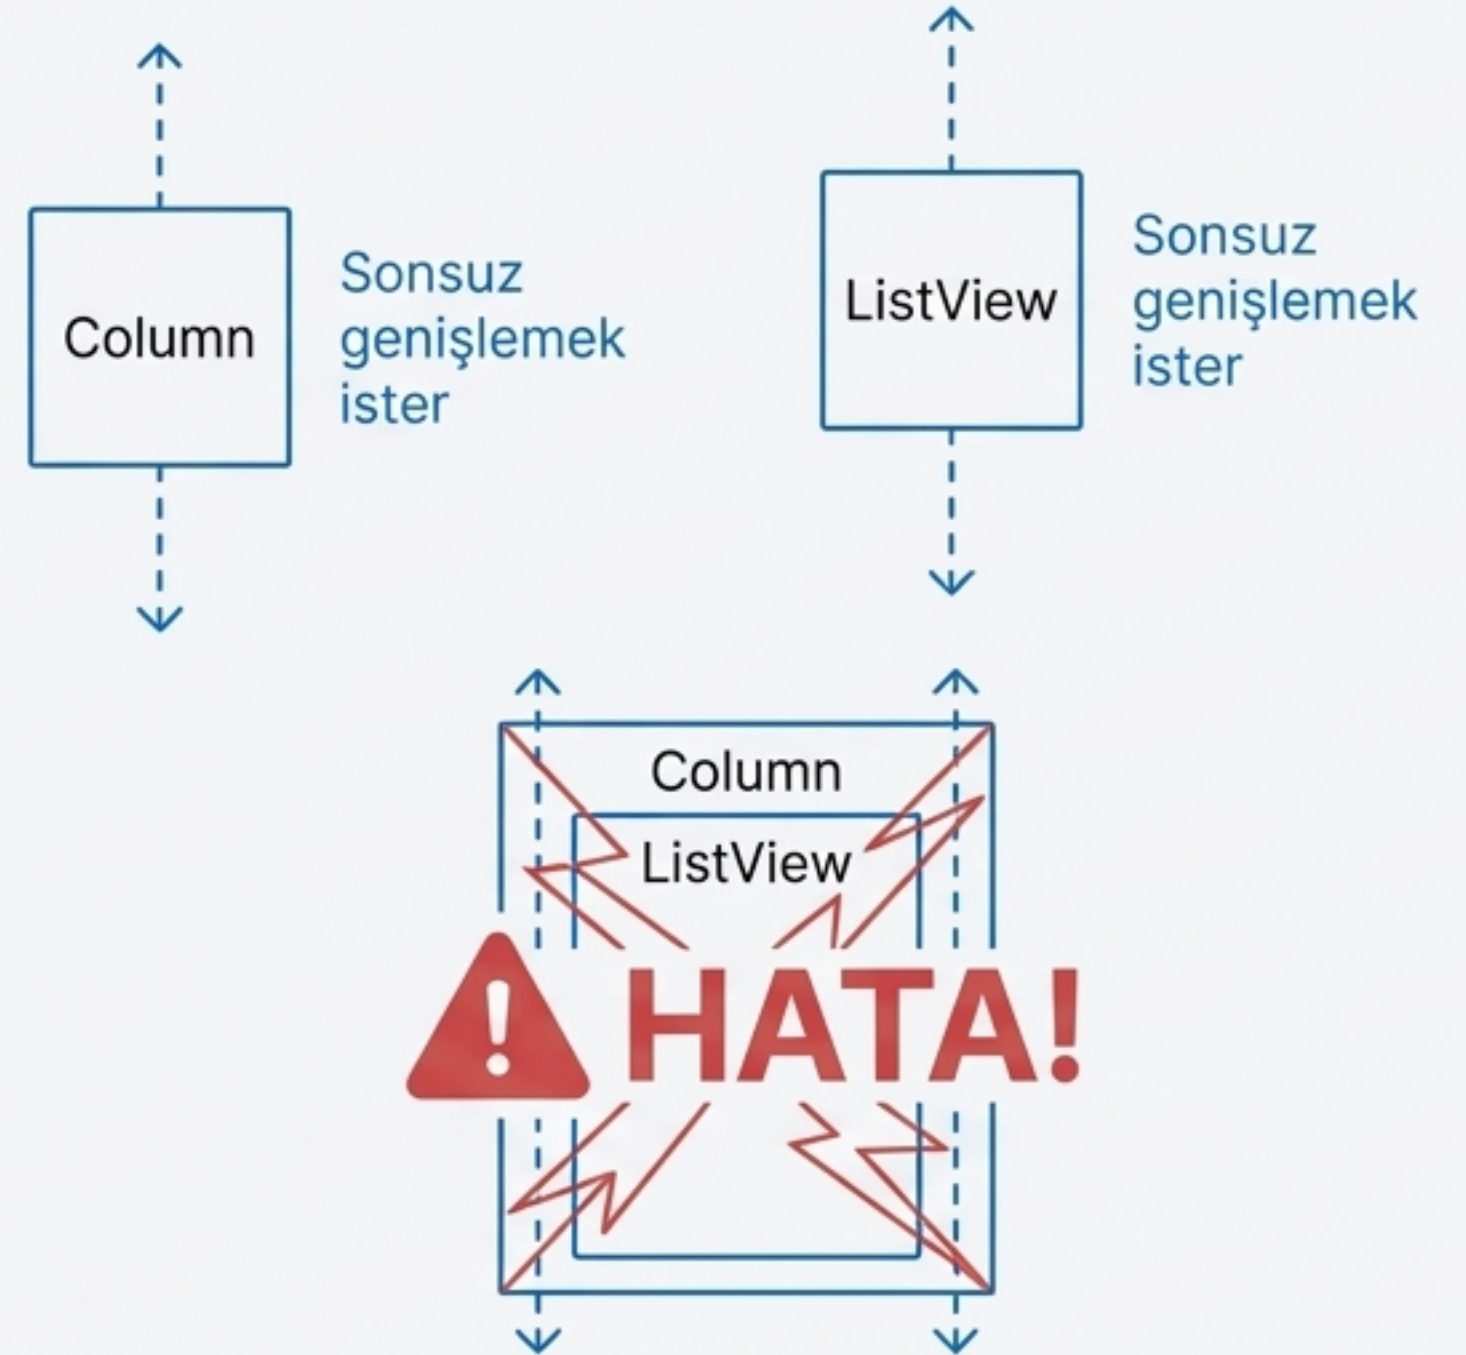 Column
Sonsuz
genişlemek
ister
ListView
Sonsuz
genişlemek
ister
Column
ListView
HATA!